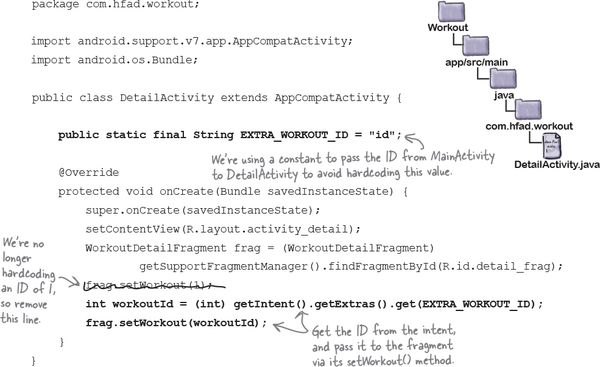 package com.hfad.workout;
Workout
app/src/main
java
com.hfad.workout
DetailActivity.java
import android.support.v7.app.AppCompatActivity;
import android.os.Bundle;
public class DetailActivity extends AppCompatActivity {
public static final String EXTRA_WORKOUT_ID = "id";
We're using a constant to pass the ID from MainActivity
to DetailActivity to avoid hardcoding this value.
@Override
protected void onCreate(Bundle savedInstanceState) {
super.onCreate(savedInstanceState);
setContentView(R.layout.activity_detail);
WorkoutDetailFragment frag = (WorkoutDetailFragment)
getSupportFragmentManager().findFragmentById(R.id.detail_frag);
We're no
longer
hardcoding
an ID of 1,
so remove
this line.
frag.setWorkout(1);
int workoutId = (int) getIntent().getExtras().get(EXTRA_WORKOUT_ID);
frag.setWorkout(workoutId);
Get the ID from the intent,
and pass it to the fragment
via its setWorkout() method.
}
}